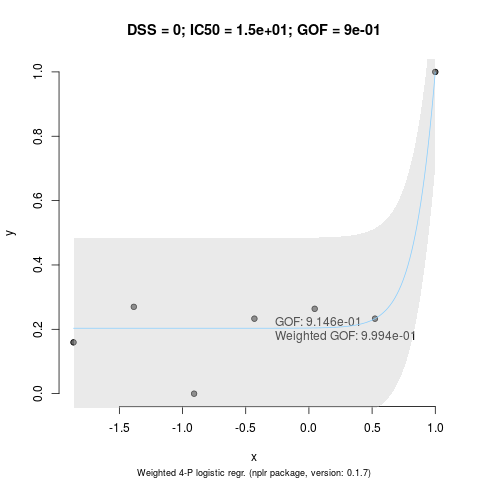 DSS = 0; IC50 = 1.5e+01; GOF = 9e-01
1.0
0.8
0.6
0.4
0.2
0.0
y
GOF: 9.146e-01
Weighted GOF: 9.994e-01
-1.5 -1.0 -0.5 0.0 0.5 1.0
x
Weighted 4-P logistic regr. (nplr package, version: 0.1.7)